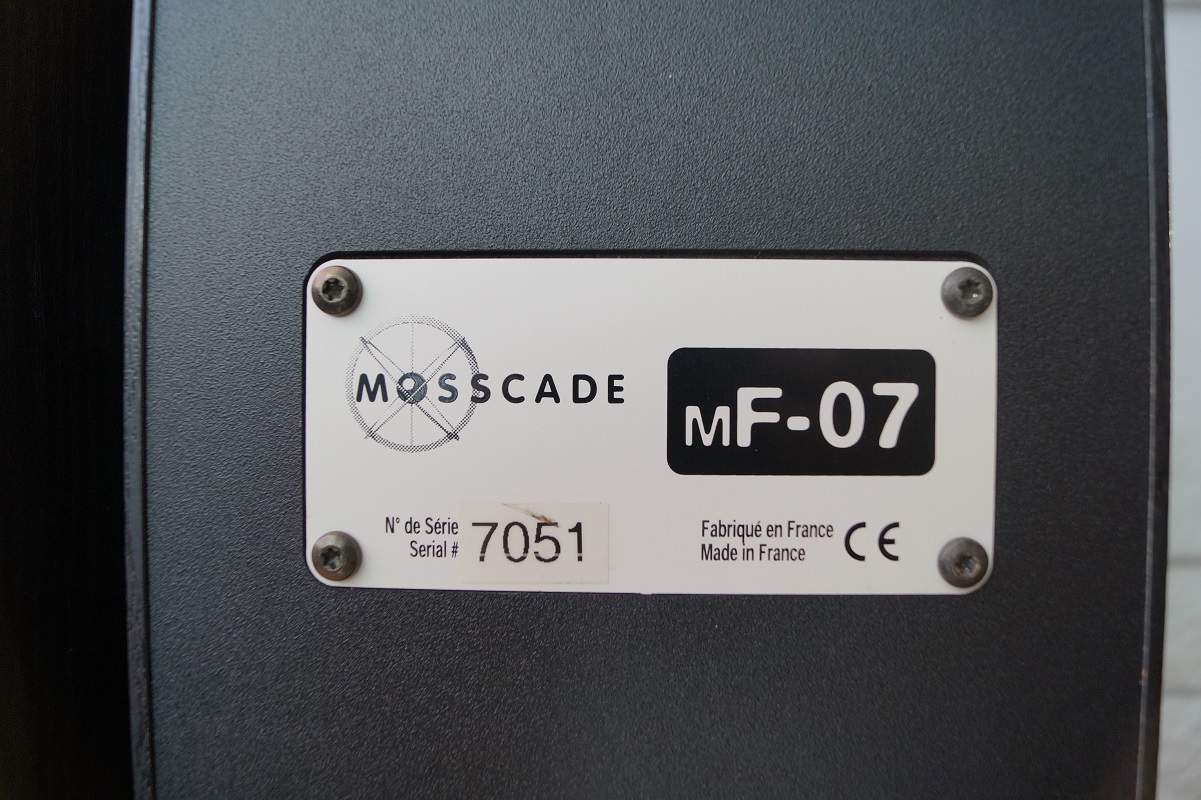 MOSSCADE
MF-07
N° de Série
Serial # 7051
Fabriqué en France
Made in France CE